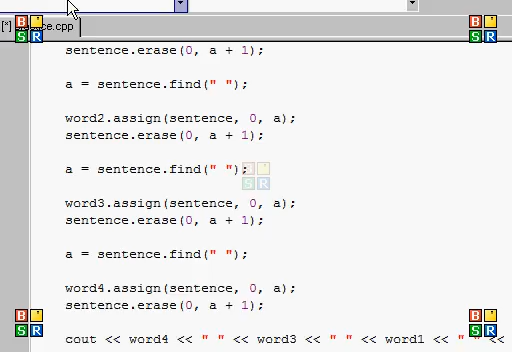 [*] sentence.cpp
sentence.erase(0, a + 1);
a = sentence.find(" ");
word2.assign(sentence, 0, a);
sentence.erase(0, a + 1);
a = sentence.find(" ");
word3.assign(sentence, 0, a);
sentence.erase(0, a + 1);
a = sentence.find(" ");
word4.assign(sentence, 0, a);
sentence.erase(0, a + 1);
cout << word4 << " " << word3 << " " << word1 << " " <<
B ' S R
B ' S R
B ' S R
B ' S R
B ' S R